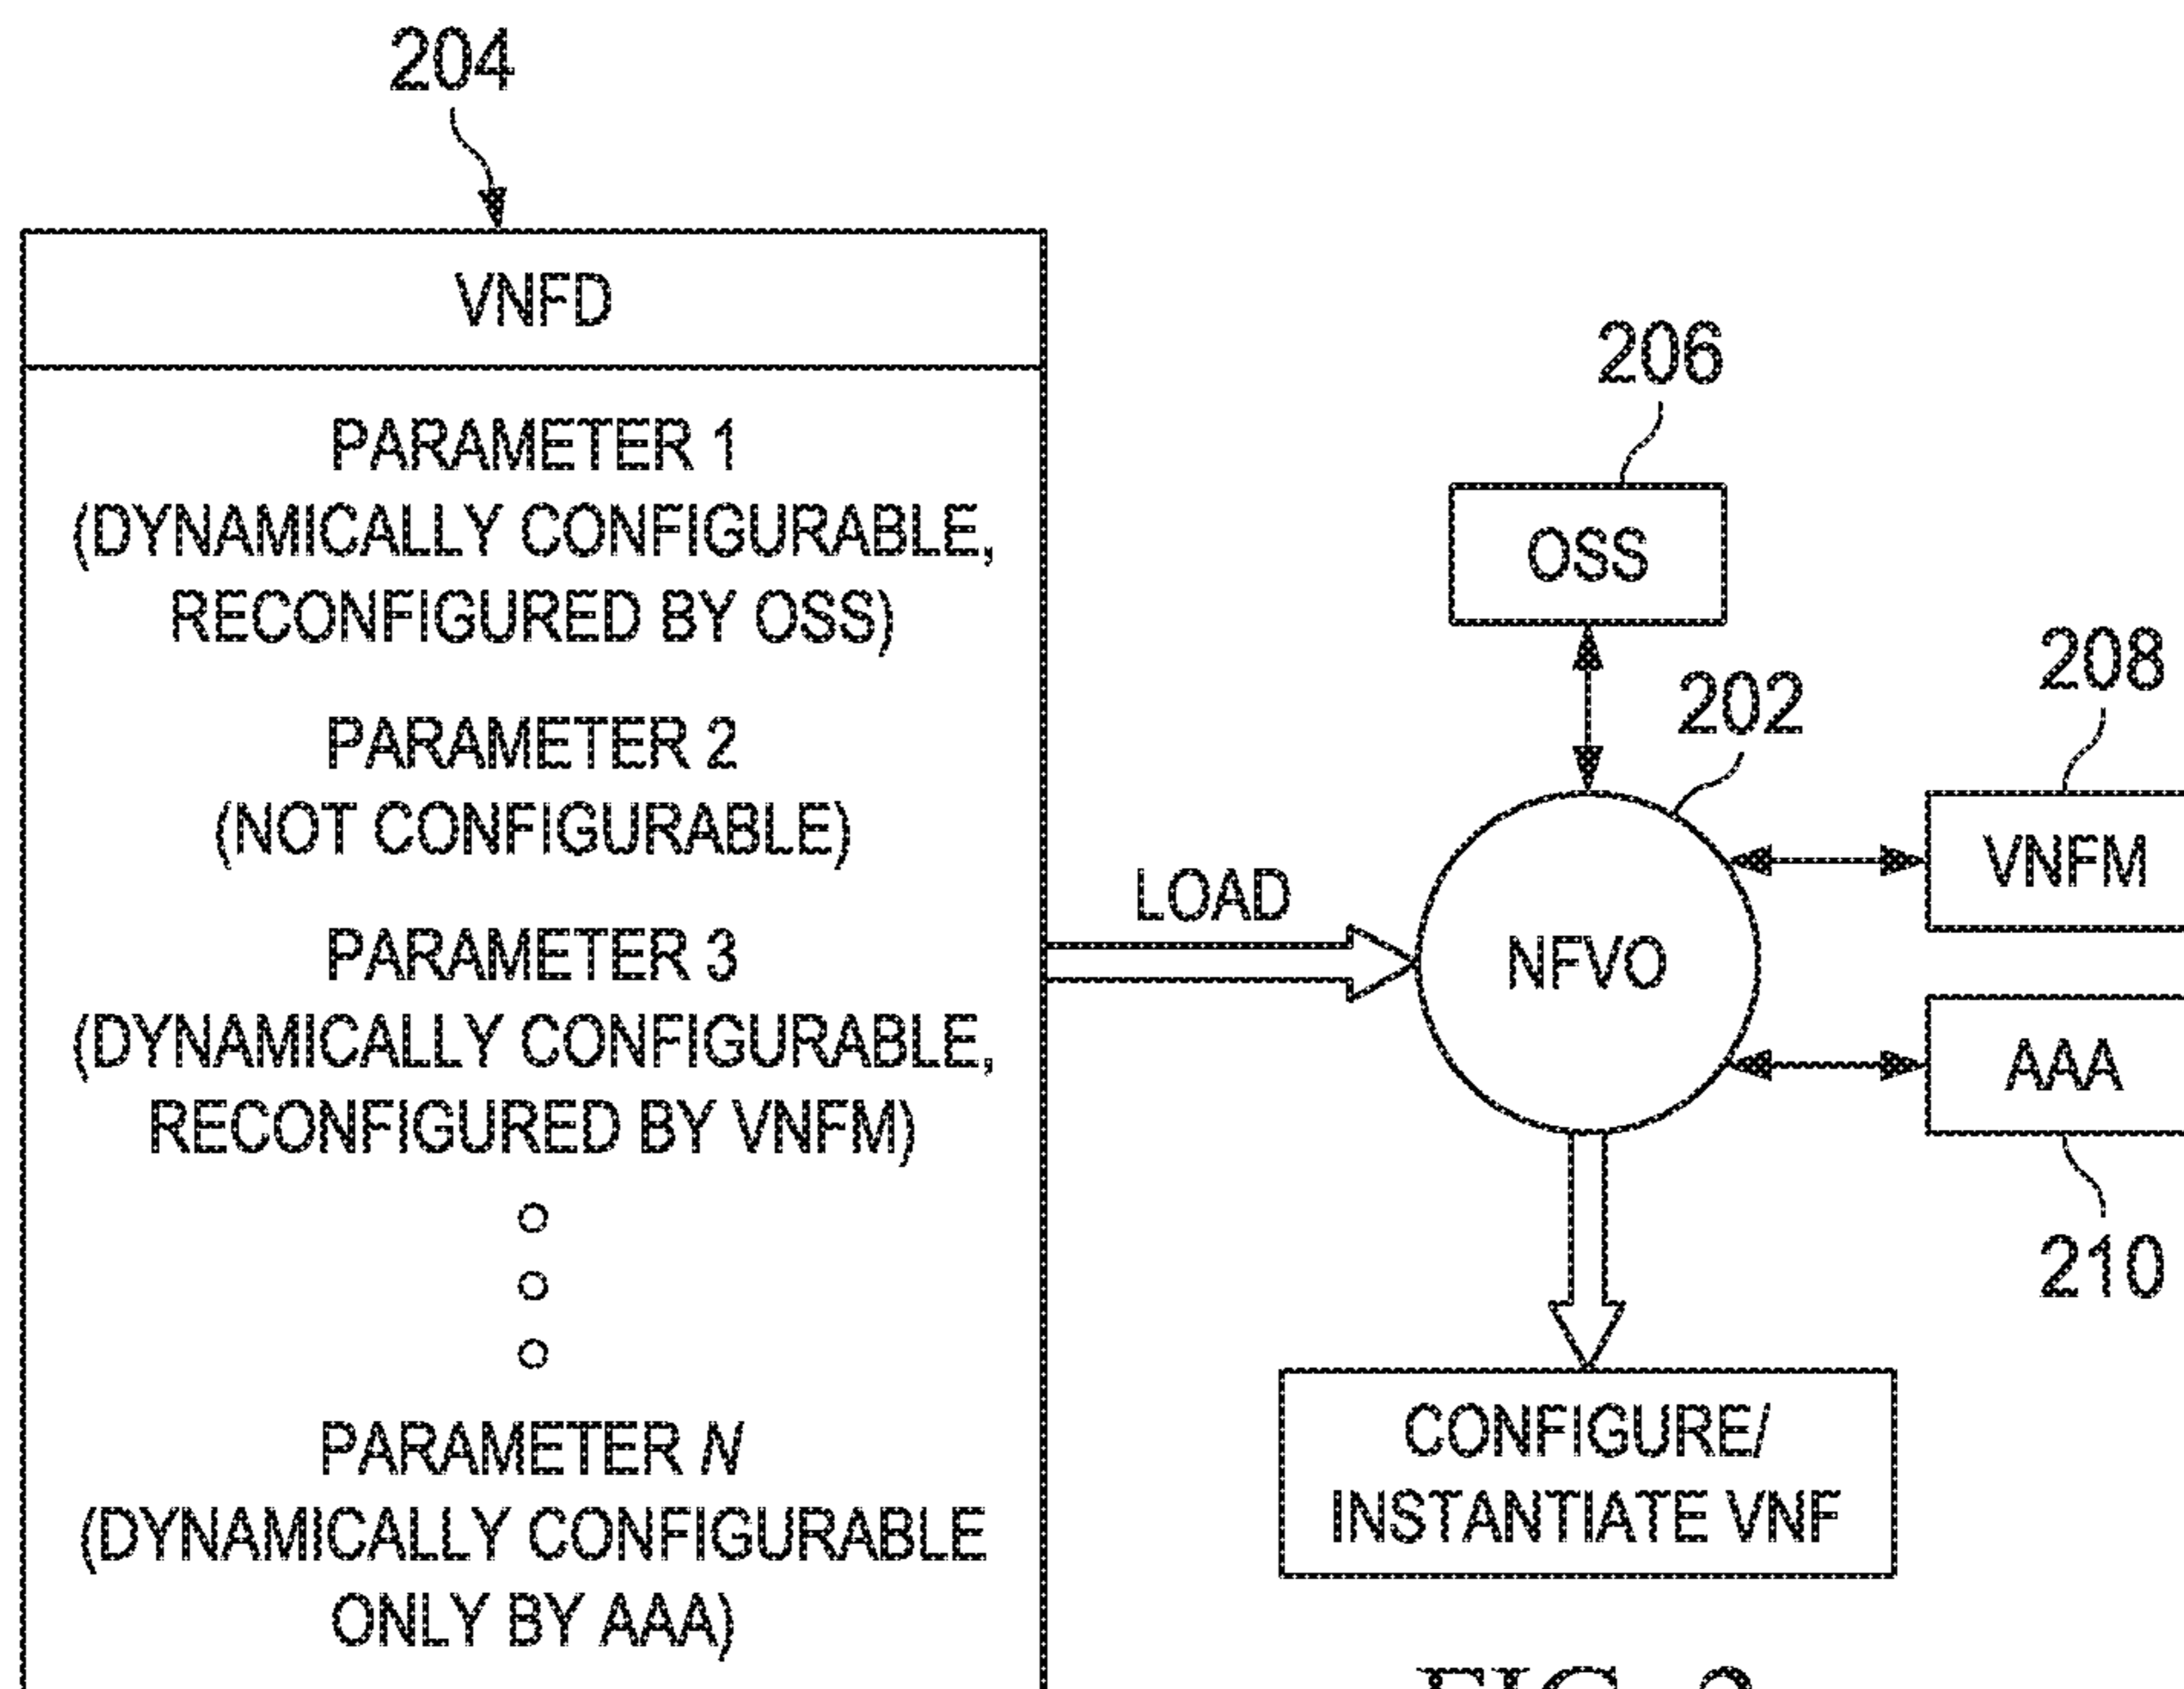 204
VNFD
PARAMETER 1
(DYNAMICALLY CONFIGURABLE,
RECONFIGURED BY OSS)
PARAMETER 2
(NOT CONFIGURABLE)
PARAMETER 3
(DYNAMICALLY CONFIGURABLE,
RECONFIGURED BY VNFM)
PARAMETER N
(DYNAMICALLY CONFIGURABLE
ONLY BY AAA)
LOAD
206
OSS
202
NFVO
208
VNFM
AAA
210
CONFIGURE/
INSTANTIATE VNF
FIG. 2